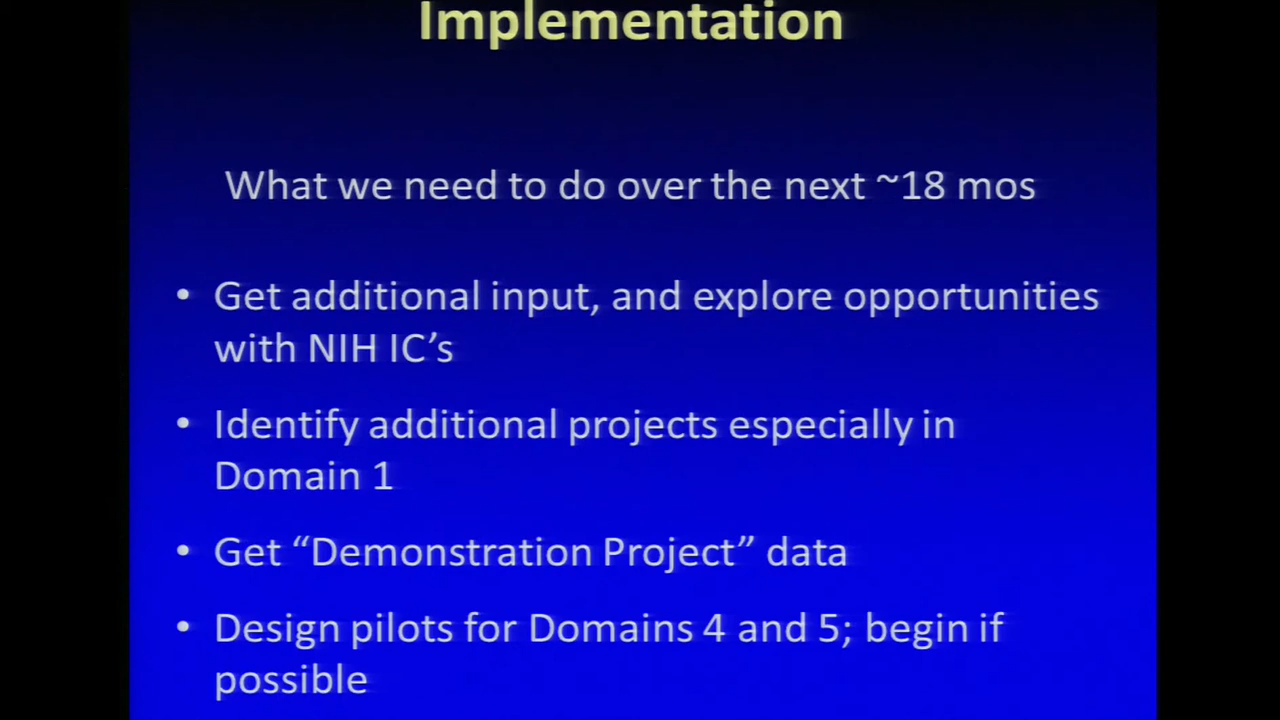 Implementation
What we need to do over the next ~18 mos
• Get additional input, and explore opportunities
with NIH IC’s
• Identify additional projects especially in
Domain 1
• Get “Demonstration Project” data
• Design pilots for Domains 4 and 5; begin if
possible